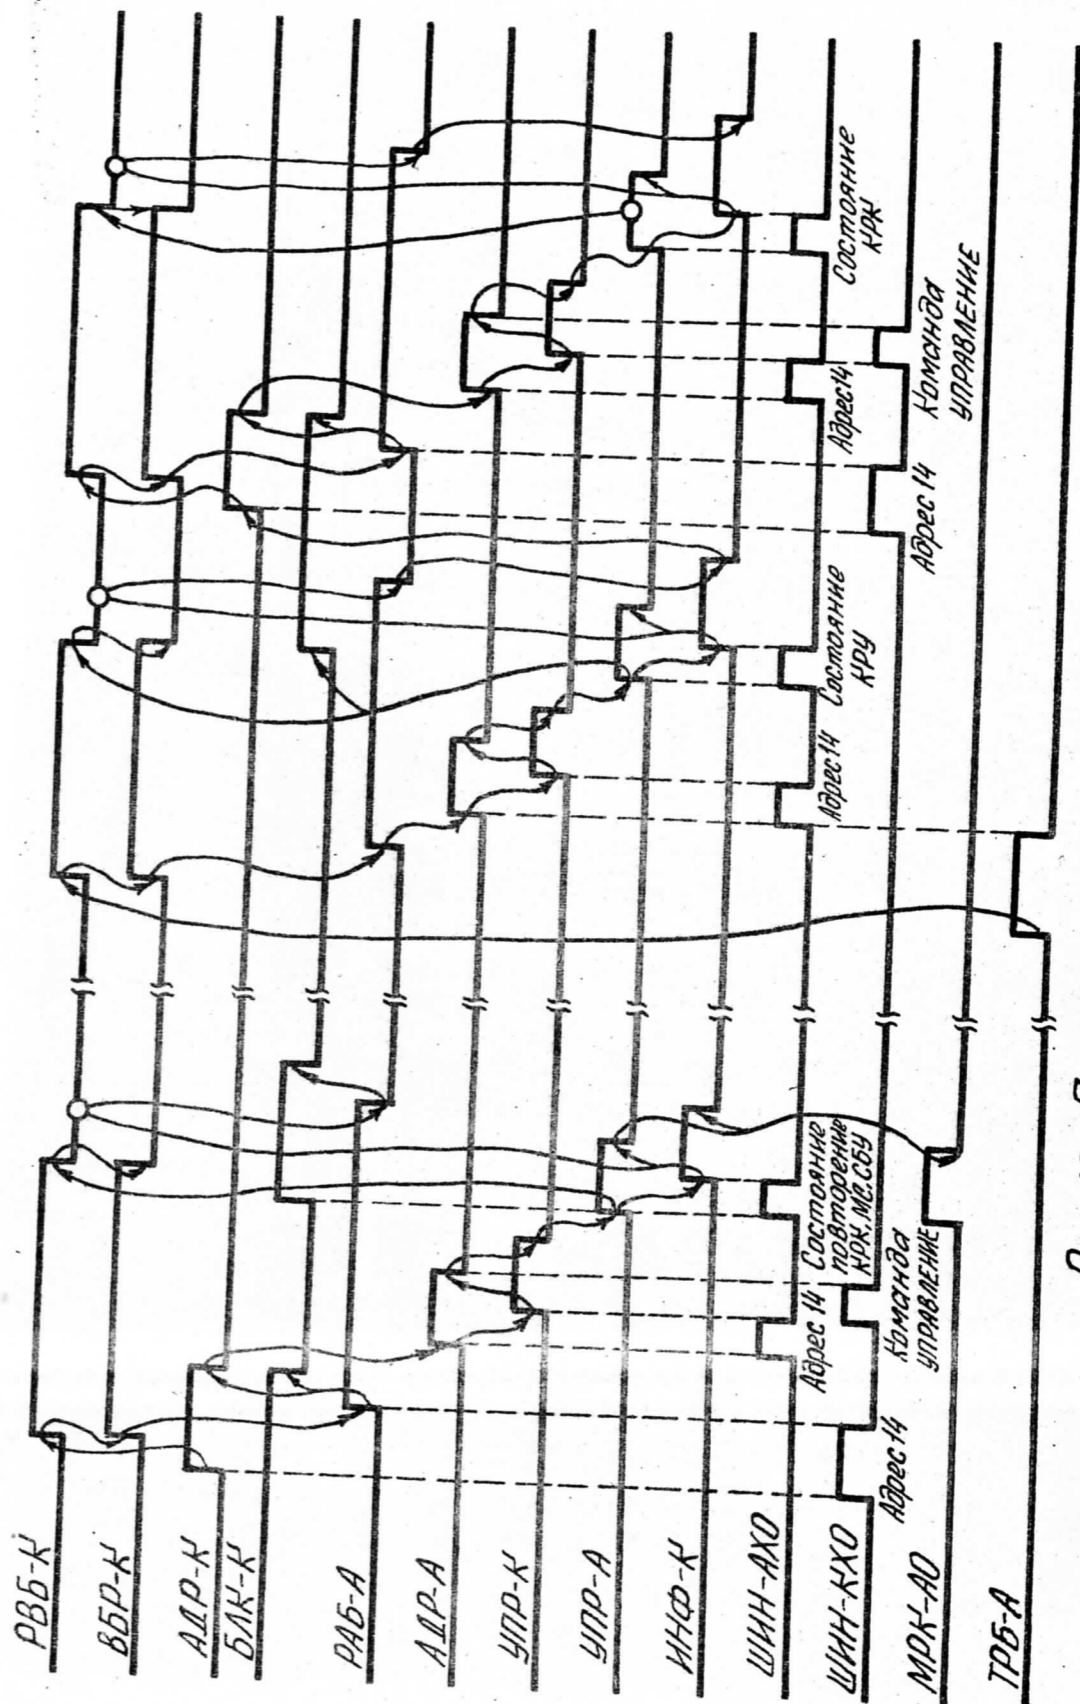 РВБ-К
ВБР-К
АДР-К
БЛК-К
РАБ-А
АДР-А
УПР-К
УПР-А
ИНФ-К
ШИН-АХО
ШИН-КХО
МРК-АО
ТРБ-А
Адрес 14
Адрес 14
Команда
УПРАВЛЕНИЕ
Состояние
повторение
КРК.МС.СБУ
Адрес 14
Состояние
КРУ
Адрес 14
Адрес 14
Команда
УПРАВЛЕНИЕ
Состояние
КРК